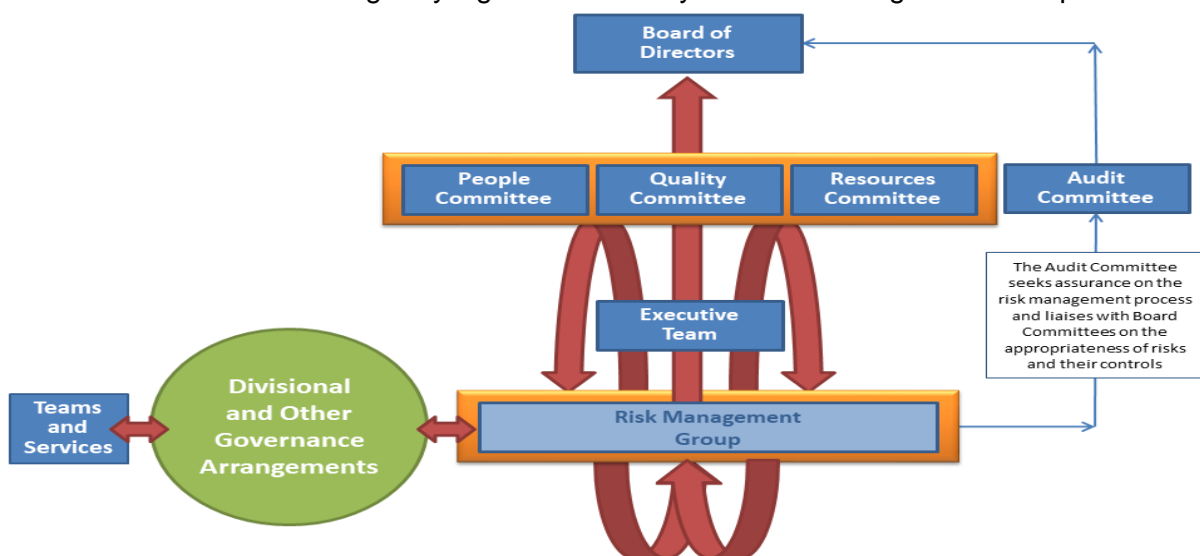 Board of
Directors
People
Committee
Quality
Committee
Resources
Committee
Audit
Committee
The Audit Committee
seeks assurance on the
risk management process
and liaises with Board
Committees on the
appropriateness of risks
and their controls
Executive
Team
Divisional
and Other
Governance
Arrangements
Teams
and
Services
Risk Management
Group